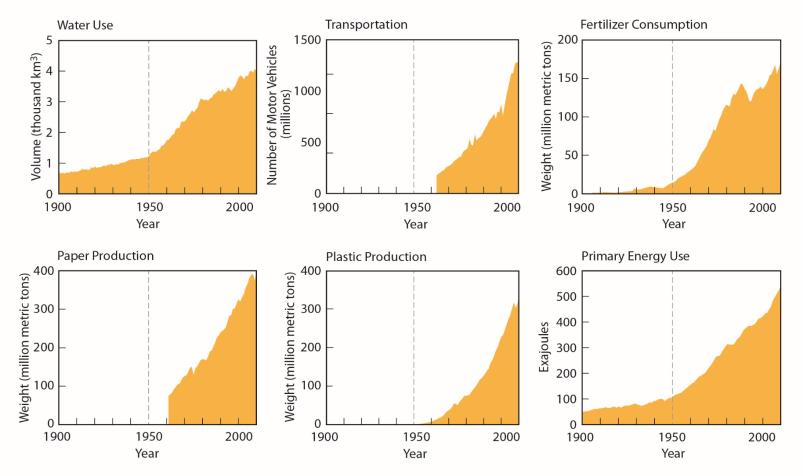 Water Use
Volume (thousand km³)
5
4
3
2
1
0
1900
1950
2000
Year
Transportation
Number of Motor Vehicles
(millions)
1500
1000
500
0
1900
1950
2000
Year
Fertilizer Consumption
Weight (million metric tons)
200
150
100
50
0
1900
1950
2000
Year
Paper Production
Weight (million metric tons)
400
300
200
100
0
1900
1950
2000
Year
Plastic Production
Weight (million metric tons)
400
300
200
100
0
1900
1950
2000
Year
Primary Energy Use
Exajoules
600
500
400
300
200
100
0
1900
1950
2000
Year